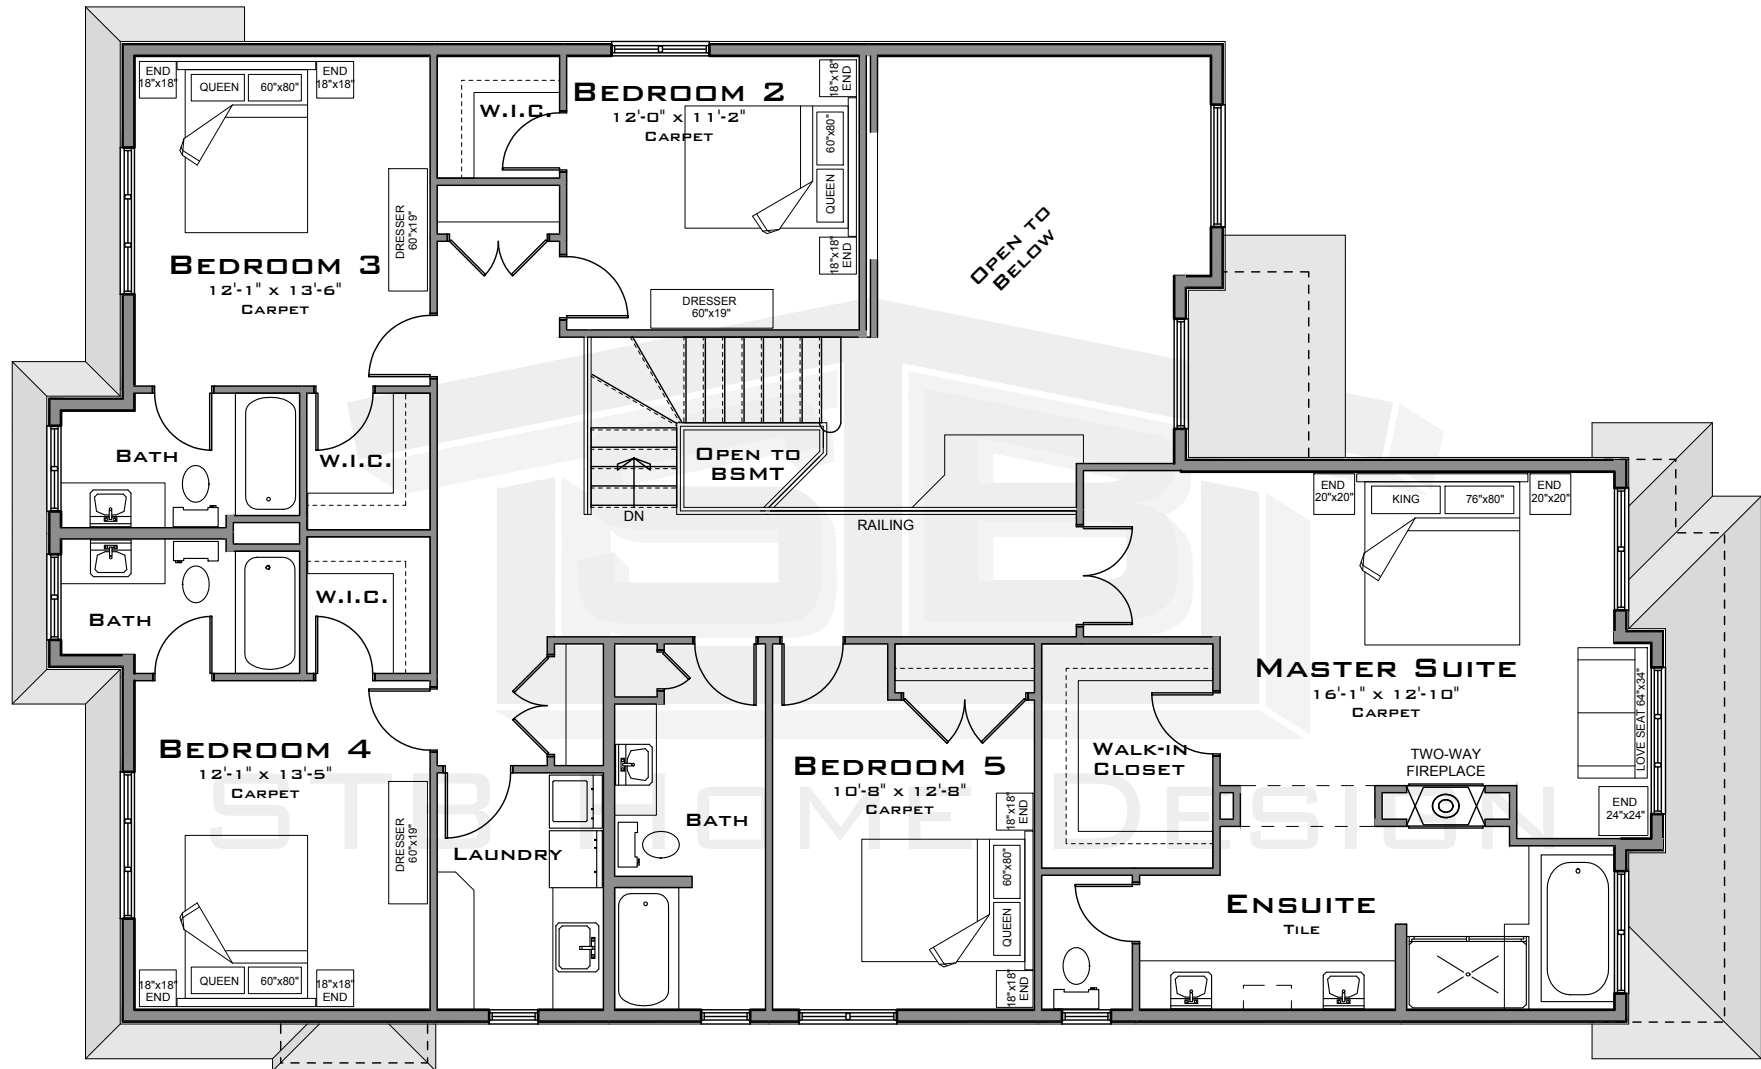 END
18"x18"
QUEEN
60"x80"
END
18"x18"
DRESSER
60"x19"
BEDROOM 3
12'-1" x 13'-6"
CARPET
W.I.C.
BEDROOM 2
12'-0" x 11'-2"
CARPET
18"x18"
END
60"x80"
QUEEN
18"x18"
END
DRESSER
60"x19"
OPEN TO
BELOW
BATH
W.I.C.
OPEN TO
BSMT
DN
RAILING
BATH
W.I.C.
END
20"x20"
KING
76"x80"
END
20"x20"
MASTER SUITE
16'-1" x 12'-10"
CARPET
LOVE SEAT 64"x34"
TWO-WAY
FIREPLACE
END
24"x24"
WALK-IN
CLOSET
BEDROOM 4
12'-1" x 13'-5"
CARPET
DRESSER
60"x19"
18"x18"
END
QUEEN
60"x80"
18"x18"
END
LAUNDRY
BATH
BEDROOM 5
10'-8" x 12'-8"
CARPET
18"x18"
END
60"x80"
QUEEN
18"x18"
END
ENSUITE
TILE
STB
STB HOME DESIGN